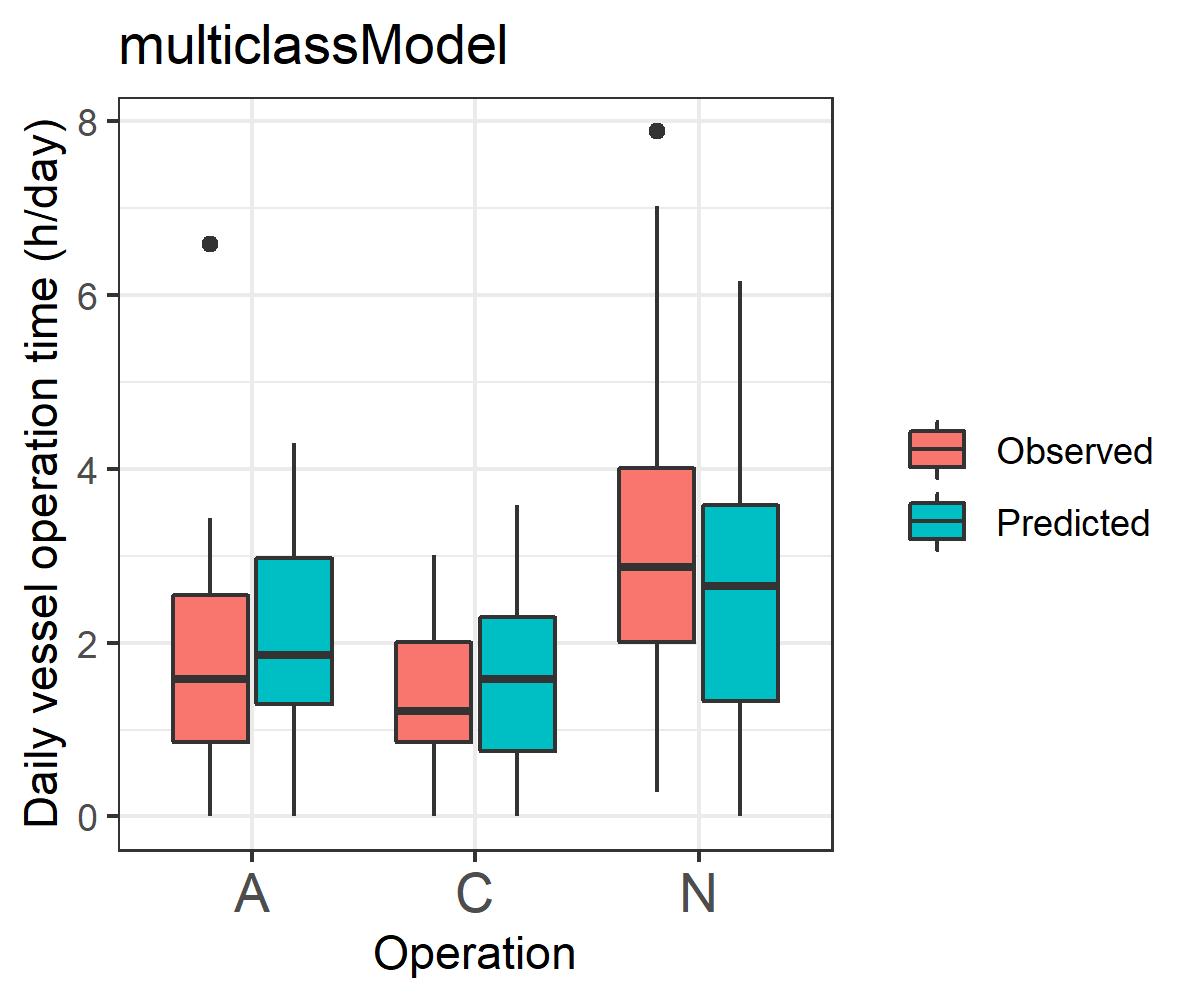 multiclassModel
Daily vessel operation time (h/day)
8
6
4
2
0
A C N
Operation
Observed
Predicted